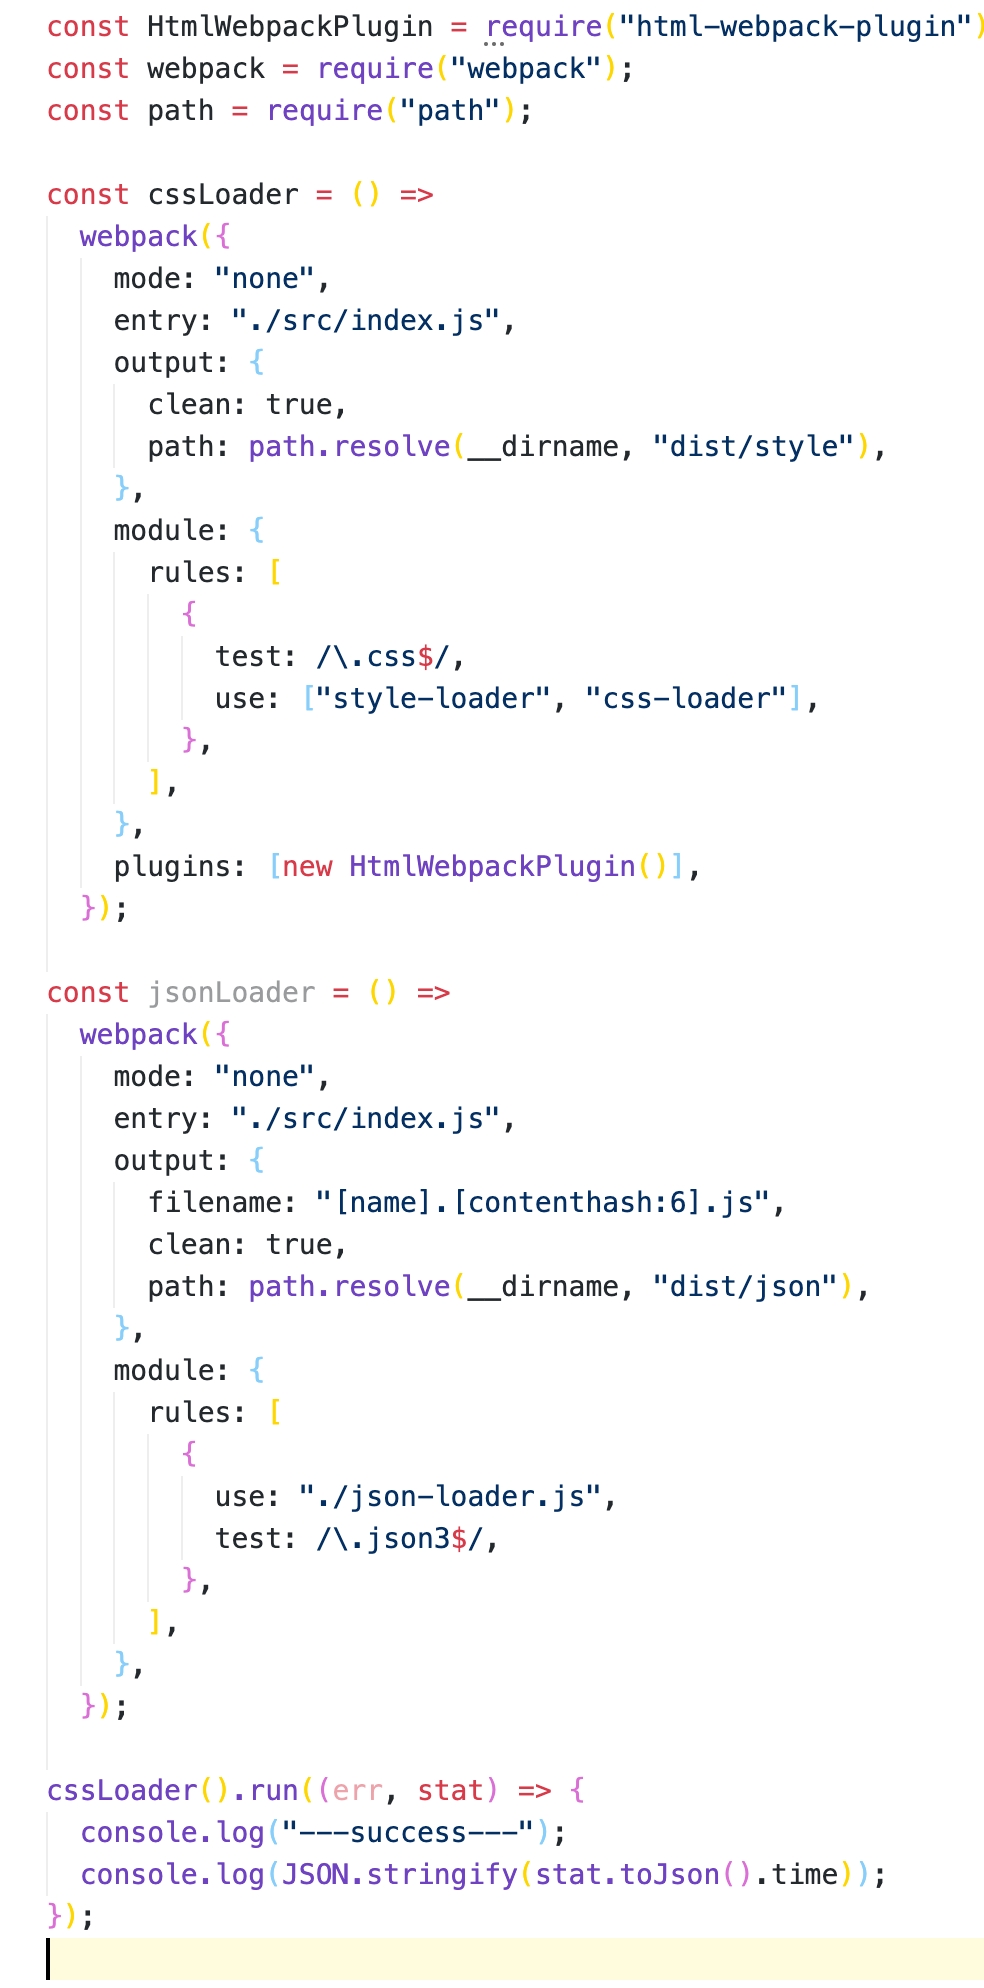 const HtmlWebpackPlugin = require("html-webpack-plugin")
const webpack = require("webpack");
const path = require("path");

const cssLoader = () =>
  webpack({
    mode: "none",
    entry: "./src/index.js",
    output: {
      clean: true,
      path: path.resolve(__dirname, "dist/style"),
    },
    module: {
      rules: [
        {
          test: /\.css$/,
          use: ["style-loader", "css-loader"],
        },
      ],
    },
    plugins: [new HtmlWebpackPlugin()],
  });

const jsonLoader = () =>
  webpack({
    mode: "none",
    entry: "./src/index.js",
    output: {
      filename: "[name].[contenthash:6].js",
      clean: true,
      path: path.resolve(__dirname, "dist/json"),
    },
    module: {
      rules: [
        {
          use: "./json-loader.js",
          test: /\.json3$/,
        },
      ],
    },
  });

cssLoader().run((err, stat) => {
  console.log("---success---");
  console.log(JSON.stringify(stat.toJson().time));
});